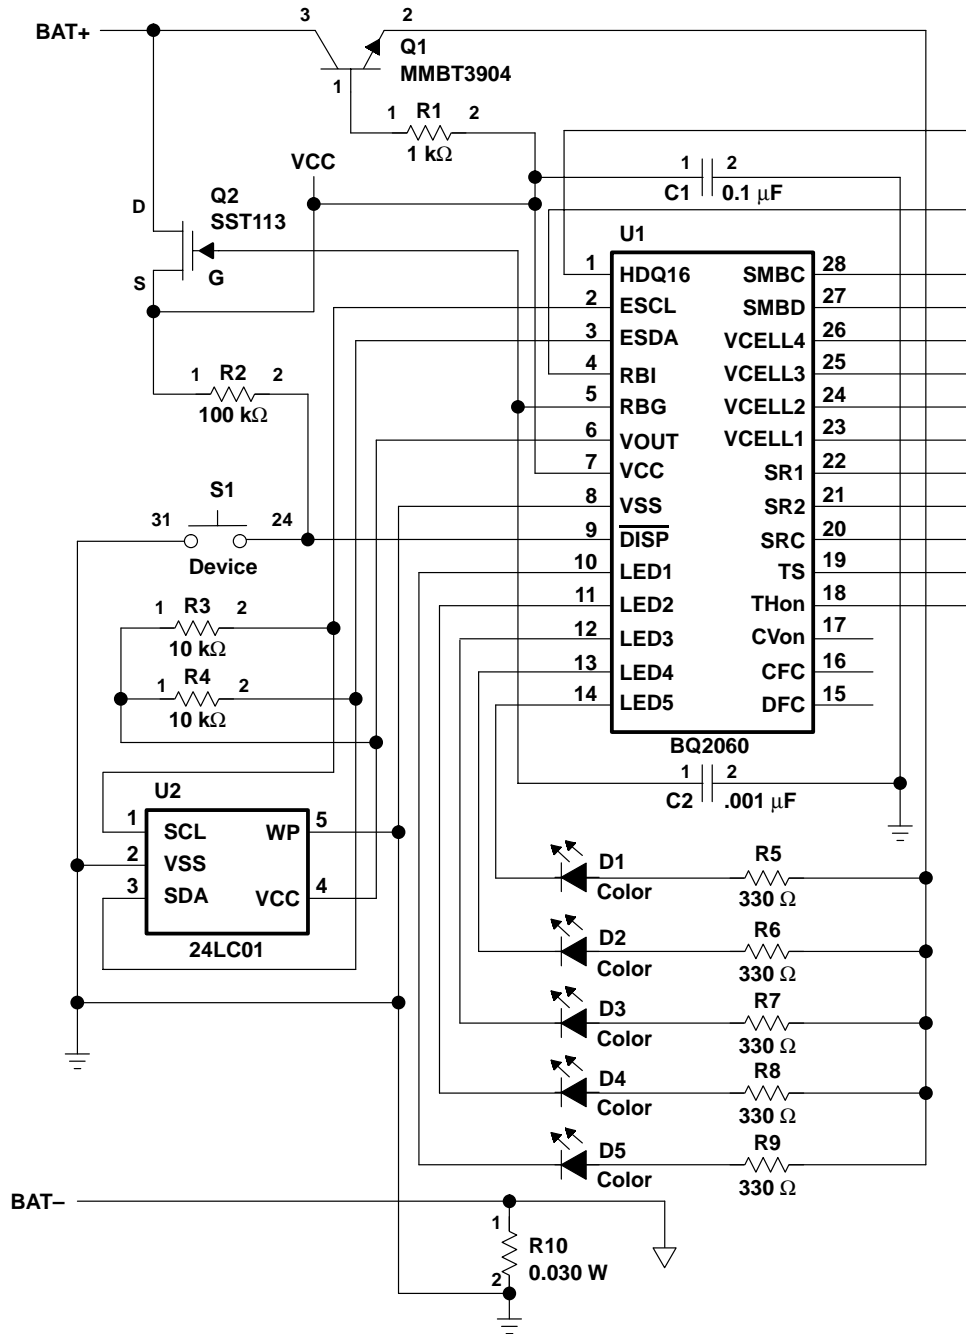 3 2
BAT+ Q1
MMBT3904
1
1 R1 2
1 kΩ
VCC
1 2
C1 0.1 μF
Q2
SST113
D
G
S
U1
1 HDQ16 SMBC 28
2 ESCL SMBD 27
3 ESDA VCELL4 26
4 RBI VCELL3 25
5 RBG VCELL2 24
6 VOUT VCELL1 23
7 VCC SR1 22
8 VSS SR2 21
9 DISP SRC 20
10 LED1 TS 19
11 LED2 THon 18
12 LED3 CVon 17
13 LED4 CFC 16
14 LED5 DFC 15
BQ2060
1 R2 2
100 kΩ
S1
31 24
Device
1 R3 2
10 kΩ
1 R4 2
10 kΩ
1 2
C2 .001 μF
U2
1 SCL WP 5
2 VSS
3 SDA VCC 4
24LC01
D1 R5
Color 330 Ω
D2 R6
Color 330 Ω
D3 R7
Color 330 Ω
D4 R8
Color 330 Ω
D5 R9
Color 330 Ω
BAT–
1
R10
0.030 W
2